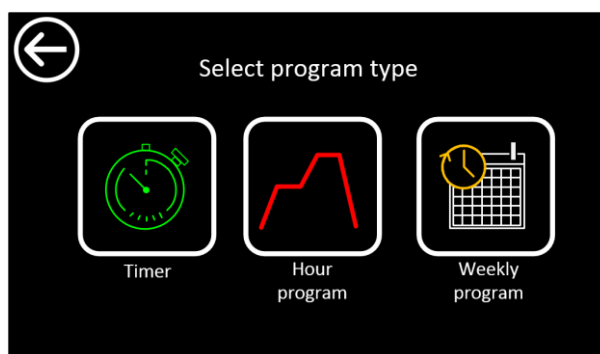 Select program type
Timer
Hour
program
Weekly
program